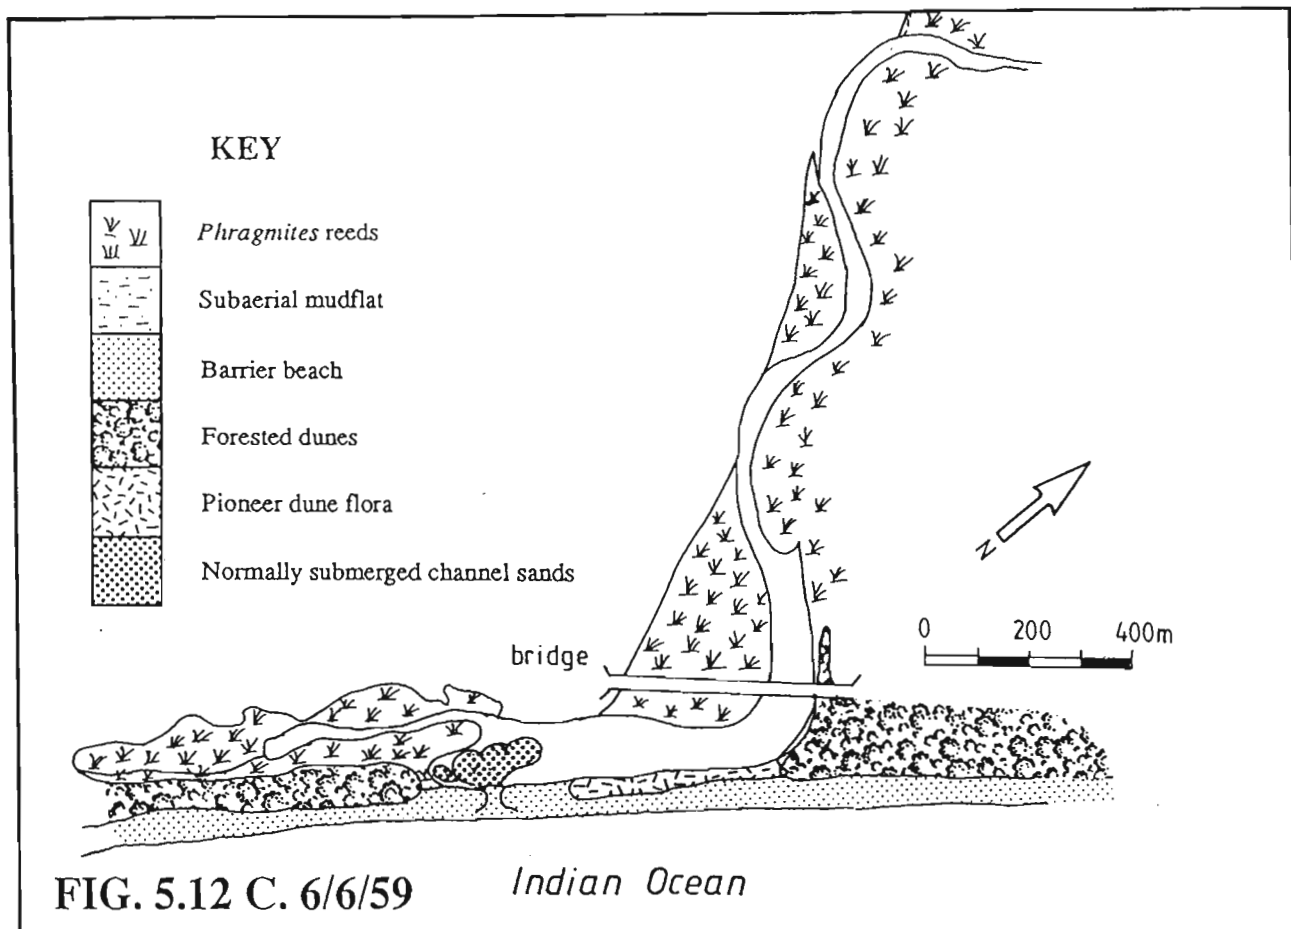 KEY
Phragmites reeds
Subaerial mudflat
Barrier beach
Forested dunes
Pioneer dune flora
Normally submerged channel sands
N
0 200 400m
bridge
Indian Ocean
FIG. 5.12 C. 6/6/59